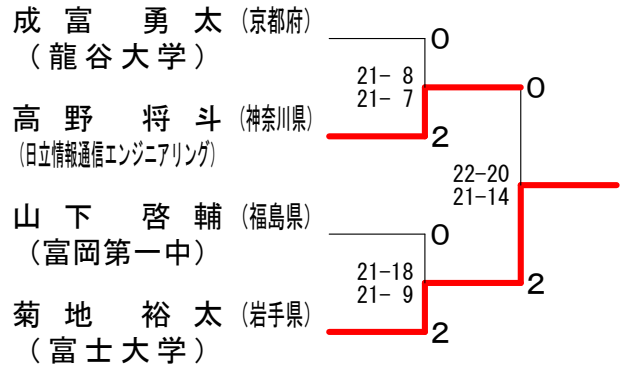 成富 勇太 (京都府)
(龍谷大学)
0
21- 8
21- 7
0
高野 将斗 (神奈川県)
(日立情報通信エンジニアリング)
2
22-20
21-14
山下 啓輔 (福島県)
(富岡第一中)
0
21-18
21- 9
2
菊地 裕太 (岩手県)
(富士大学)
2